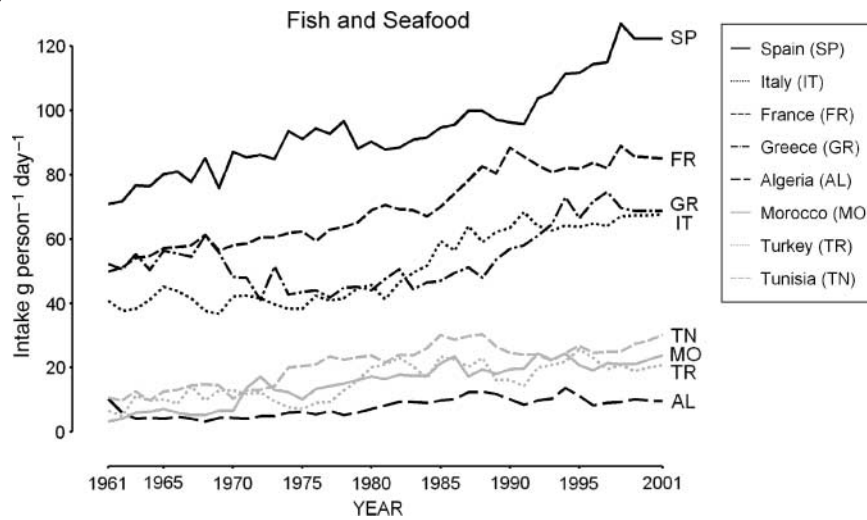 Fish and Seafood
120
100
80
60
40
20
0
Intake g person⁻¹ day⁻¹
SP
FR
GR
IT
TN
MO
TR
AL
1961 1965 1970 1975 1980 1985 1990 1995 2001
YEAR
Spain (SP)
Italy (IT)
France (FR)
Greece (GR)
Algeria (AL)
Morocco (MO
Turkey (TR)
Tunisia (TN)